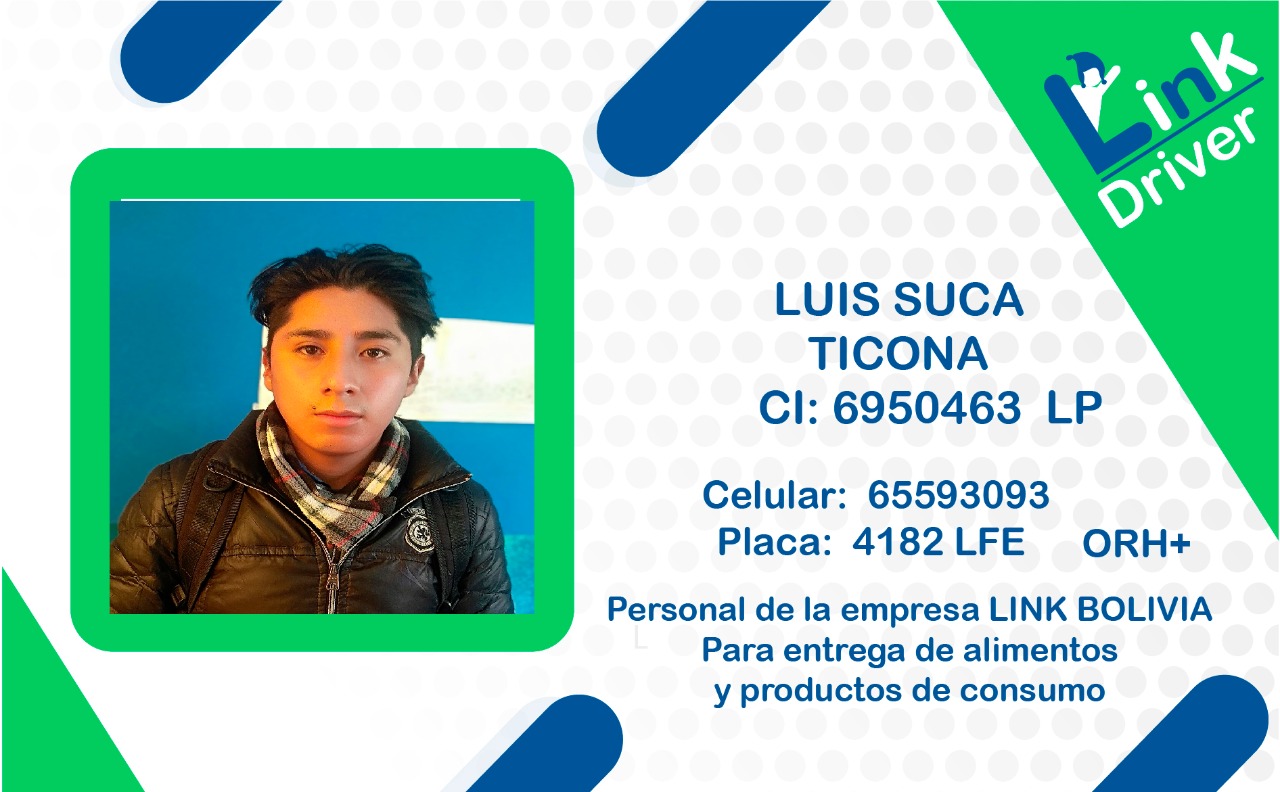 Link
Driver
LUIS SUCA
TICONA
CI: 6950463 LP
Celular: 65593093
Placa: 4182 LFE ORH+
Personal de la empresa LINK BOLIVIA
Para entrega de alimentos
y productos de consumo
L